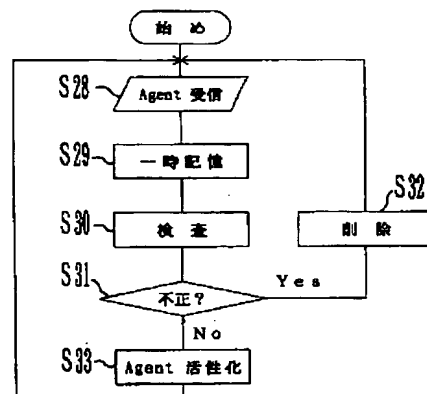 始め
S28
Agent 受信
S29
一時記憶
S30
検査
S32
削除
S31
不正?
Yes
No
S33
Agent 活性化